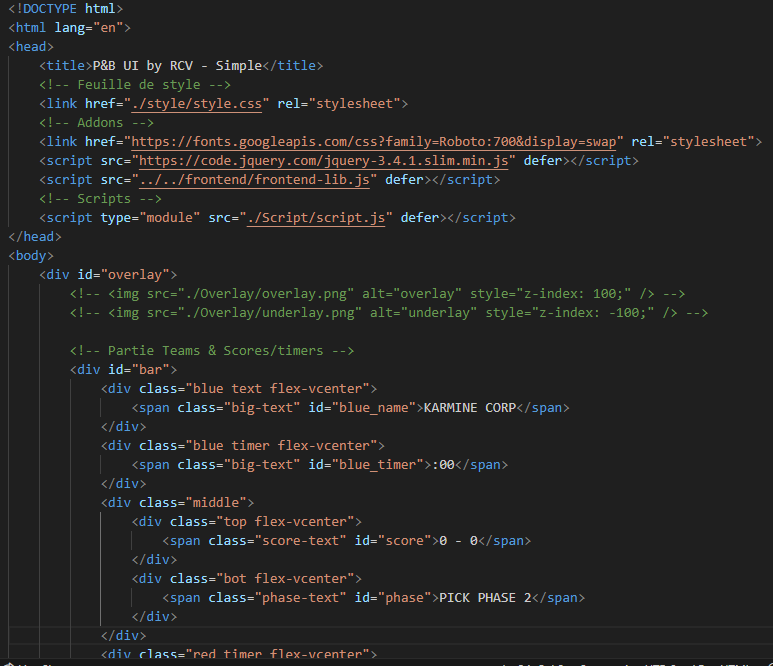 <!DOCTYPE html>
<html lang="en">
<head>
    <title>P&B UI by RCV - Simple</title>
    <!-- Feuille de style -->
    <link href="./style/style.css" rel="stylesheet">
    <!-- Addons -->
    <link href="https://fonts.googleapis.com/css?family=Roboto:700&display=swap" rel="stylesheet">
    <script src="https://code.jquery.com/jquery-3.4.1.slim.min.js" defer></script>
    <script src="../../frontend/frontend-lib.js" defer></script>
    <!-- Scripts -->
    <script type="module" src="./Script/script.js" defer></script>
</head>
<body>
    <div id="overlay">
        <!-- <img src="./Overlay/overlay.png" alt="overlay" style="z-index: 100;" /> -->
        <!-- <img src="./Overlay/underlay.png" alt="underlay" style="z-index: -100;" /> -->

        <!-- Partie Teams & Scores/timers -->
        <div id="bar">
            <div class="blue text flex-vcenter">
                <span class="big-text" id="blue_name">KARMINE CORP</span>
            </div>
            <div class="blue timer flex-vcenter">
                <span class="big-text" id="blue_timer">:00</span>
            </div>
            <div class="middle">
                <div class="top flex-vcenter">
                    <span class="score-text" id="score">0 - 0</span>
                </div>
                <div class="bot flex-vcenter">
                    <span class="phase-text" id="phase">PICK PHASE 2</span>
                </div>
            </div>
            <div class="red timer flex-vcenter">